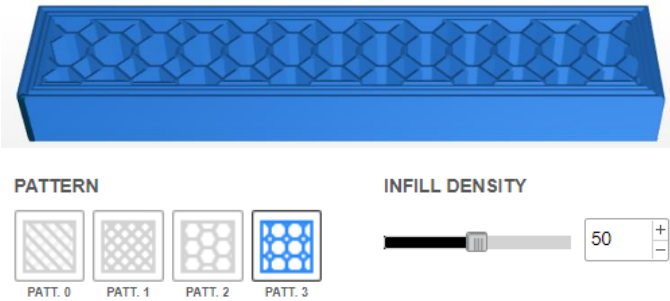 PATTERN
INFILL DENSITY
50
PATT. 0
PATT. 1
PATT. 2
PATT. 3